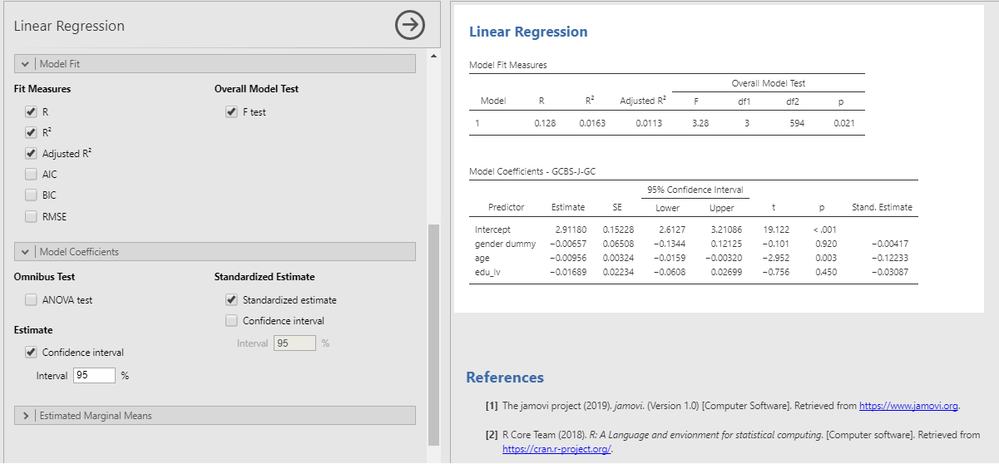 Linear Regression
Model Fit
Fit Measures
Overall Model Test
R
F test
R²
Adjusted R²
AIC
BIC
RMSE
Model Coefficients
Omnibus Test
Standardized Estimate
ANOVA test
Standardized estimate
Confidence interval
Interval 95 %
Estimate
Confidence interval
Interval 95 %
Estimated Marginal Means
Linear Regression
Model Fit Measures
Overall Model Test
Model R R² Adjusted R² F df1 df2 p
1 0.128 0.0163 0.0113 3.28 3 594 0.021
Model Coefficients - GCBS-J-GC
95% Confidence Interval
Predictor Estimate SE Lower Upper t p Stand. Estimate
Intercept 2.91180 0.15228 2.6127 3.21086 19.122 < .001
gender dummy −0.00657 0.06508 −0.1344 0.12125 −0.101 0.920 −0.00417
age −0.00956 0.00324 −0.0159 −0.00320 −2.952 0.003 −0.12233
edu_lv −0.01689 0.02234 −0.0608 0.02699 −0.756 0.450 −0.03087
References
[1] The jamovi project (2019). jamovi. (Version 1.0) [Computer Software]. Retrieved from https://www.jamovi.org.
[2] R Core Team (2018). R: A Language and envionment for statistical computing. [Computer software]. Retrieved from
https://cran.r-project.org/.